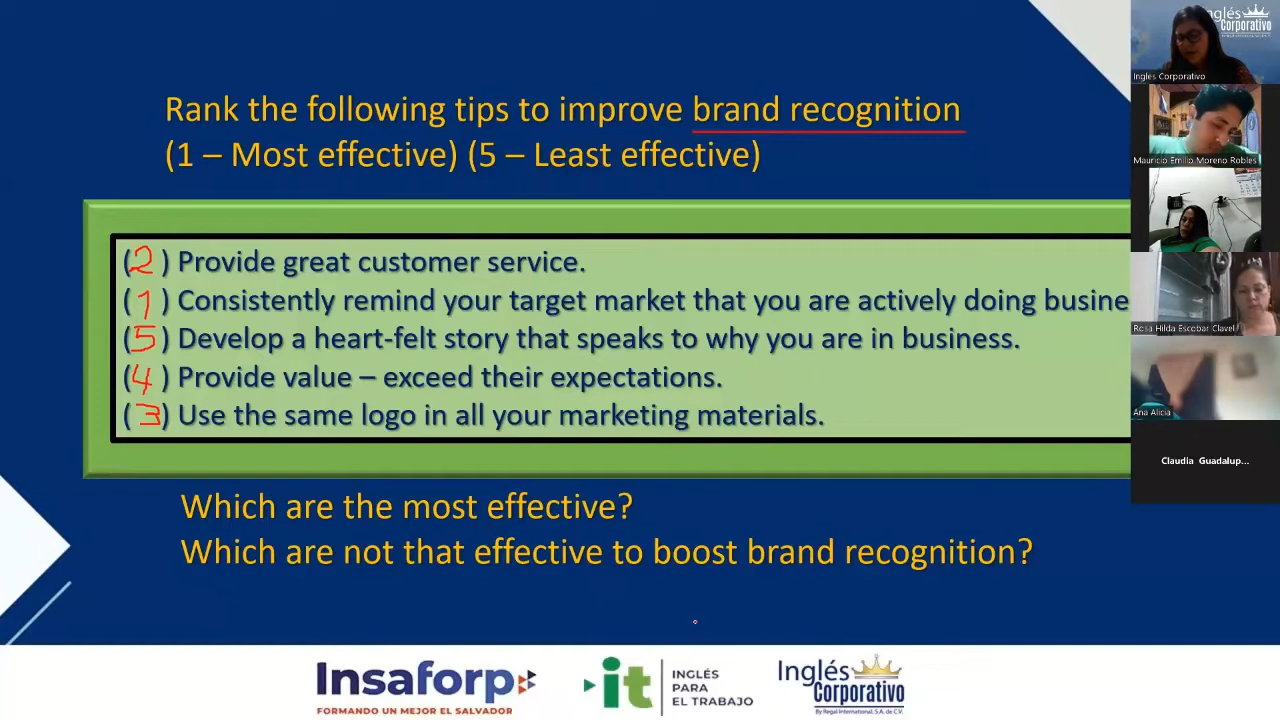 Rank the following tips to improve brand recognition
(1 – Most effective) (5 – Least effective)
(2) Provide great customer service.
(1) Consistently remind your target market that you are actively doing busine
(5) Develop a heart-felt story that speaks to why you are in business.
(4) Provide value – exceed their expectations.
(3) Use the same logo in all your marketing materials.
Which are the most effective?
Which are not that effective to boost brand recognition?
Insaforp
FORMANDO UN MEJOR EL SALVADOR
it
INGLÉS
PARA
EL TRABAJO
Inglés
Corporativo
By Regal International, S.A. de C.V.
Inglés
Corporativo
Ingles Corporativo
Mauricio Emilio Moreno Robles
Rosa Hilda Escobar Clavel
Ana Alicia
Claudia Guadalup...